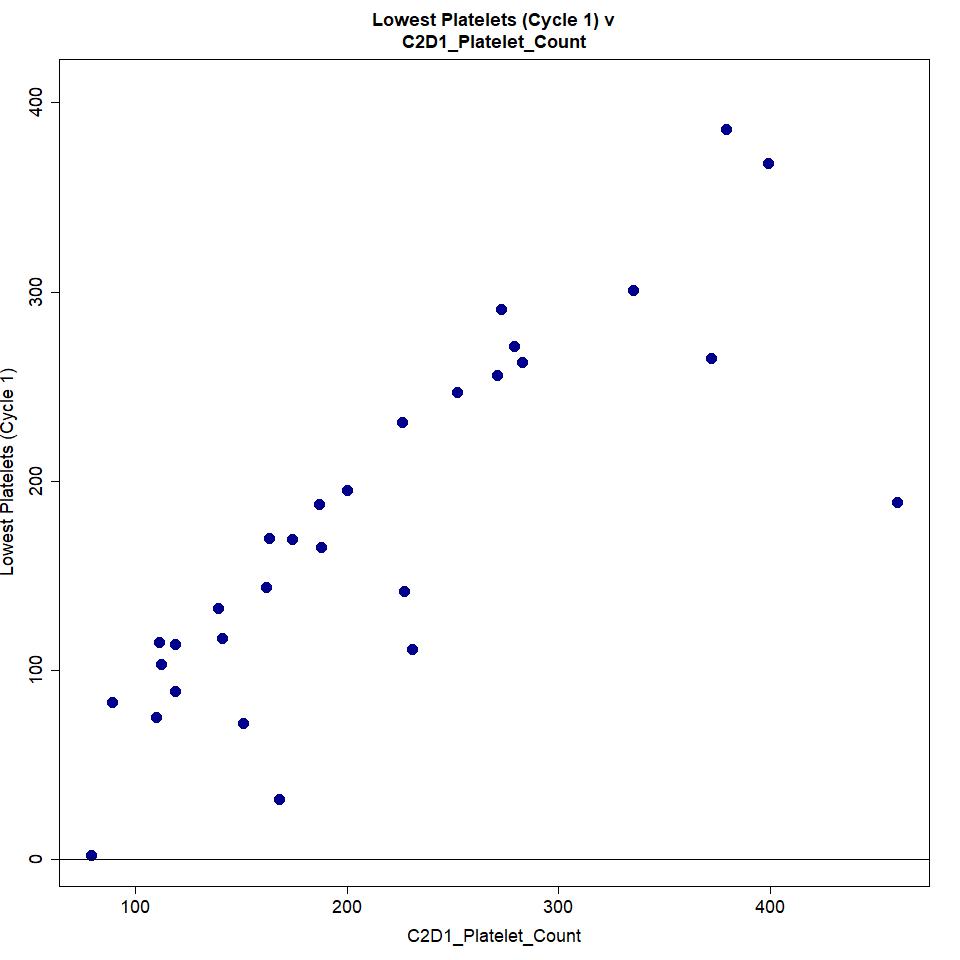 Lowest Platelets (Cycle 1) v
C2D1_Platelet_Count
400
300
200
100
0
Lowest Platelets (Cycle 1)
100 200 300 400
C2D1_Platelet_Count